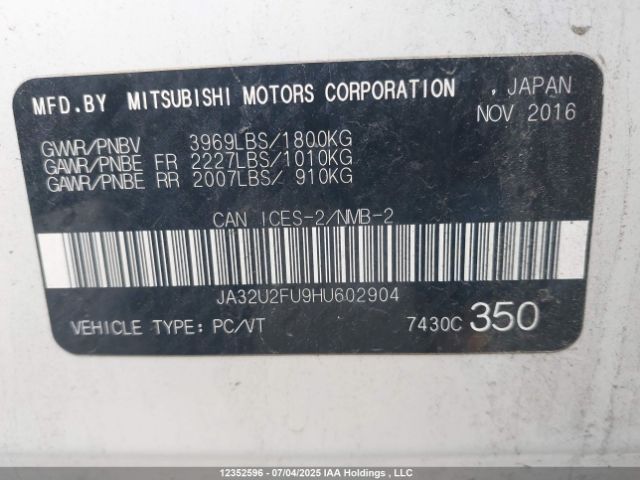 MFD.BY MITSUBISHI MOTORS CORPORATION , JAPAN
NOV 2016
GVWR/PNBV 3969LBS/1800KG
GAWR/PNBE FR 2227LBS/1010KG
GAWR/PNBE RR 2007LBS/ 910KG
CAN ICES-2/NMB-2
JA32U2FU9HU602904
VEHICLE TYPE: PC/VT 7430C 350
12352596 - 07/04/2025 IAA Holdings , LLC